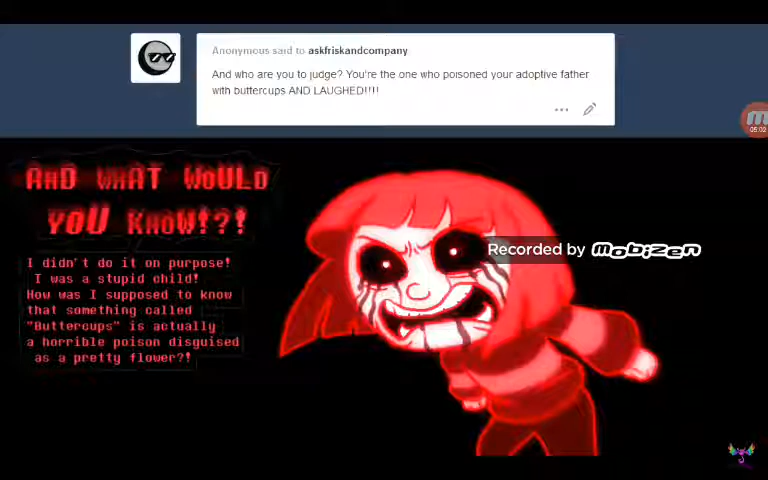 Anonymous said to askfriskandcompany
And who are you to judge? You're the one who poisoned your adoptive father
with buttercups AND LAUGHED!!!!
05:02
AnD WHAT WoULD
YOU KnoW!?!
Recorded by mobizen
I didn't do it on purpose!
I was a stupid child!
How was I supposed to know
that something called
"Buttercups" is actually
a horrible poison disguised
as a pretty flower?!